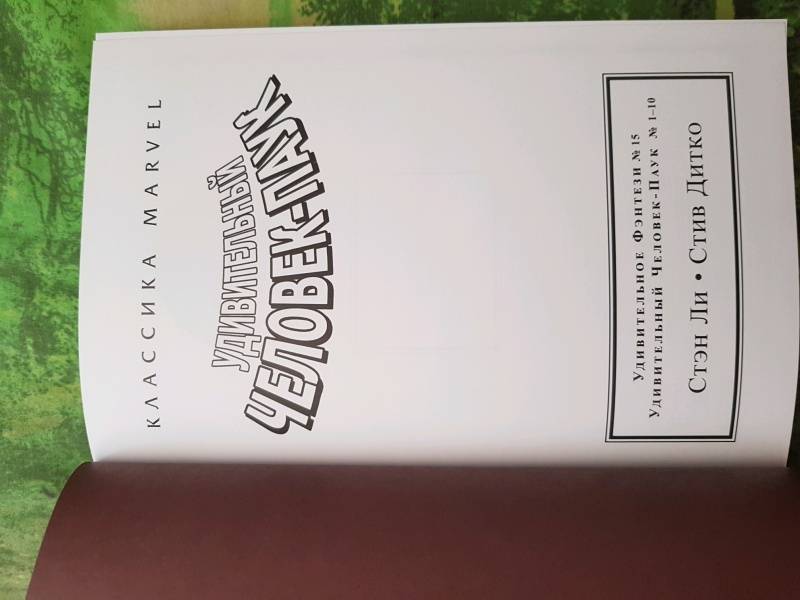 КЛАССИКА MARVEL
УДИВИТЕЛЬНЫЙ
ЧЕЛОВЕК-ПАУК
Удивительное Фэнтези № 15
Удивительный Человек-Паук № 1–10
Стэн Ли • Стив Дитко